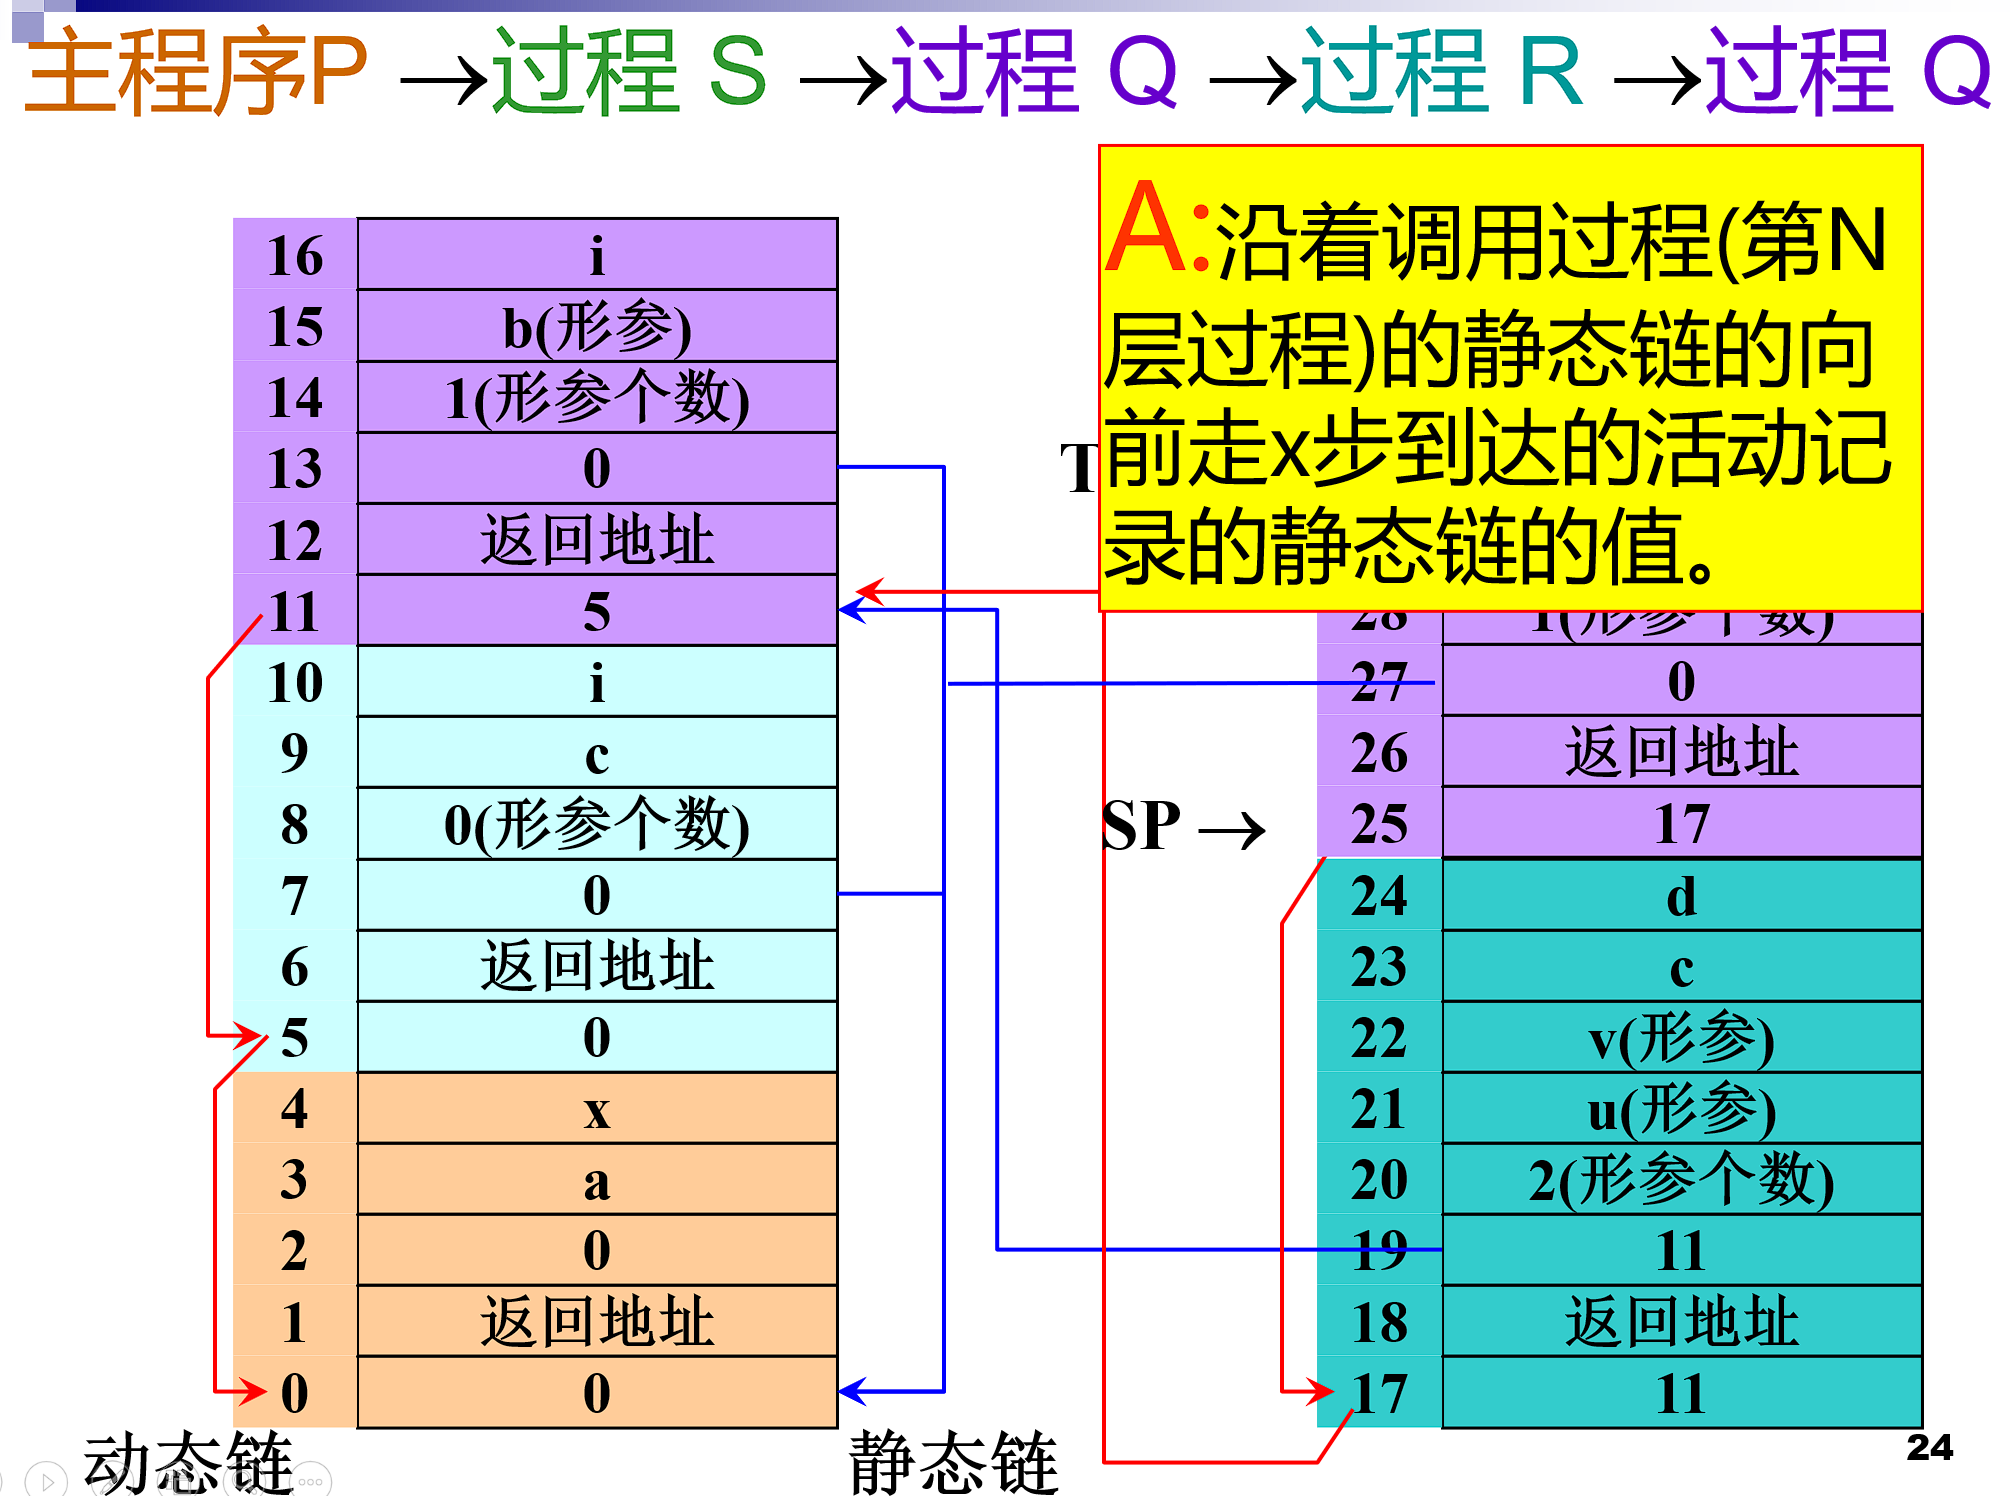 主程序P →过程 S →过程 Q →过程 R →过程 Q
A:沿着调用过程(第N
层过程)的静态链的向
前走x步到达的活动记
录的静态链的值。
16 i
15 b(形参)
14 1(形参个数)
13 0
12 返回地址
11 5
10 i
9 c
8 0(形参个数)
7 0
6 返回地址
5 0
4 x
3 a
2 0
1 返回地址
0 0
动态链
静态链
T
SP →
28 1(形参个数)
27 0
26 返回地址
25 17
24 d
23 c
22 v(形参)
21 u(形参)
20 2(形参个数)
19 11
18 返回地址
17 11
24